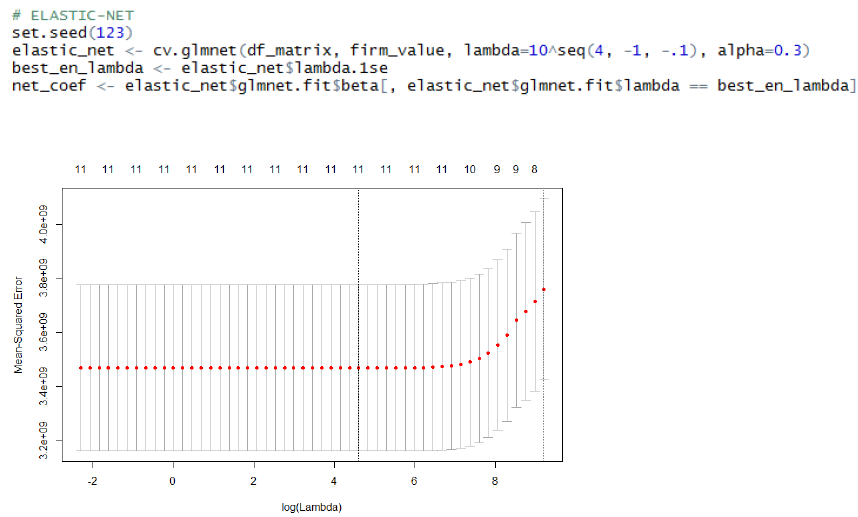 # ELASTIC-NET
set.seed(123)
elastic_net <- cv.glmnet(df_matrix, firm_value, lambda=10^seq(4, -1, -.1), alpha=0.3)
best_en_lambda <- elastic_net$lambda.1se
net_coef <- elastic_net$glmnet.fit$beta[, elastic_net$glmnet.fit$lambda == best_en_lambda]
11 11 11 11 11 11 11 11 11 11 11 11 11 11 10 9 9 8
4.0e+09
3.8e+09
3.6e+09
3.4e+09
3.2e+09
Mean-Squared Error
-2 0 2 4 6 8
log(Lambda)